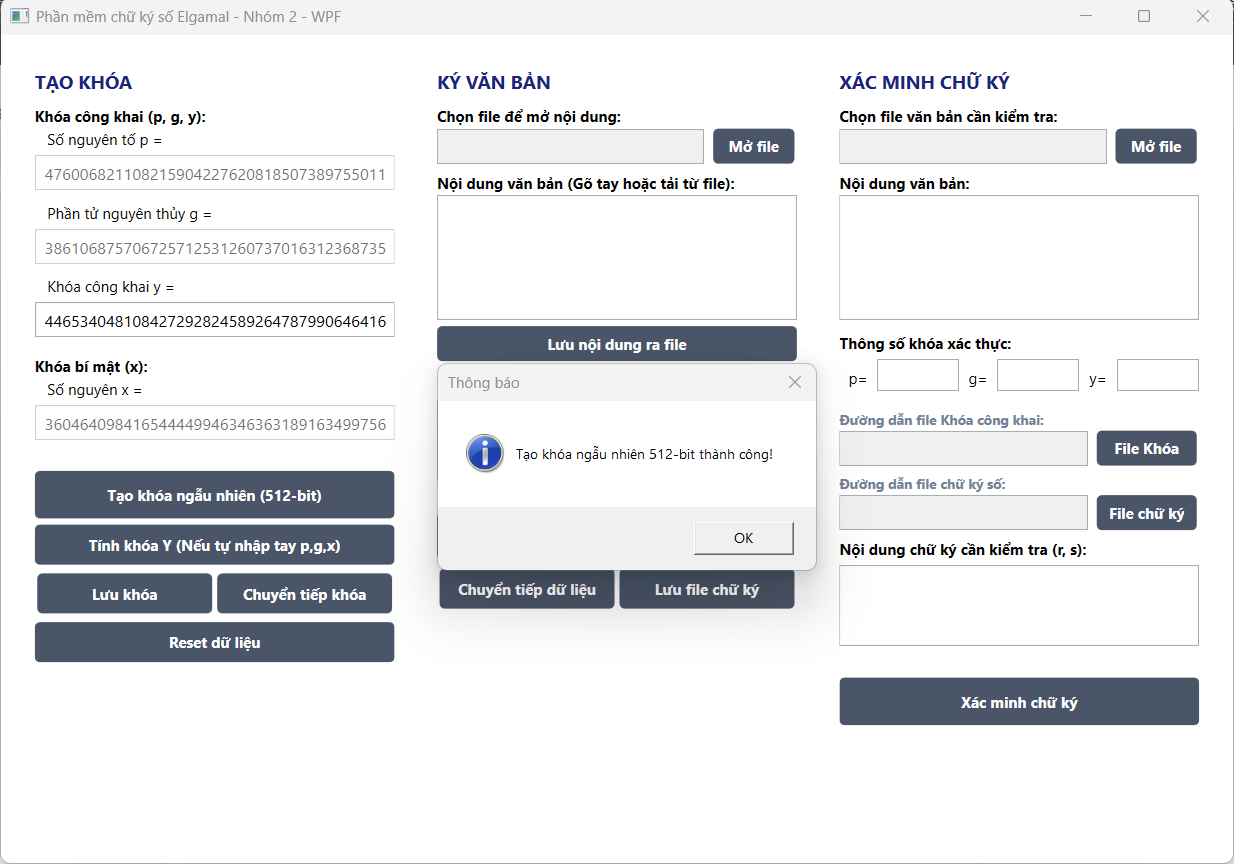 Phần mềm chữ ký số Elgamal - Nhóm 2 - WPF
TẠO KHÓA
Khóa công khai (p, g, y):
Số nguyên tố p =
4760068211082159042276208185073897550 11
Phần tử nguyên thủy g =
386106875706725712531260737016312368735
Khóa công khai y =
4465340481084272928245892647879906464 16
Khóa bí mật (x):
Số nguyên x =
3604640984165444499463463631891634997 56
Tạo khóa ngẫu nhiên (512-bit)
Tính khóa Y (Nếu tự nhập tay p,g,x)
Lưu khóa
Chuyển tiếp khóa
Reset dữ liệu
KÝ VĂN BẢN
Chọn file để mở nội dung:
Mở file
Nội dung văn bản (Gõ tay hoặc tải từ file):
Lưu nội dung ra file
Thông báo
Tạo khóa ngẫu nhiên 512-bit thành công!
OK
Chuyển tiếp dữ liệu
Lưu file chữ ký
XÁC MINH CHỮ KÝ
Chọn file văn bản cần kiểm tra:
Mở file
Nội dung văn bản:
Thông số khóa xác thực:
p=
g=
y=
Đường dẫn file Khóa công khai:
File Khóa
Đường dẫn file chữ ký số:
File chữ ký
Nội dung chữ ký cần kiểm tra (r, s):
Xác minh chữ ký